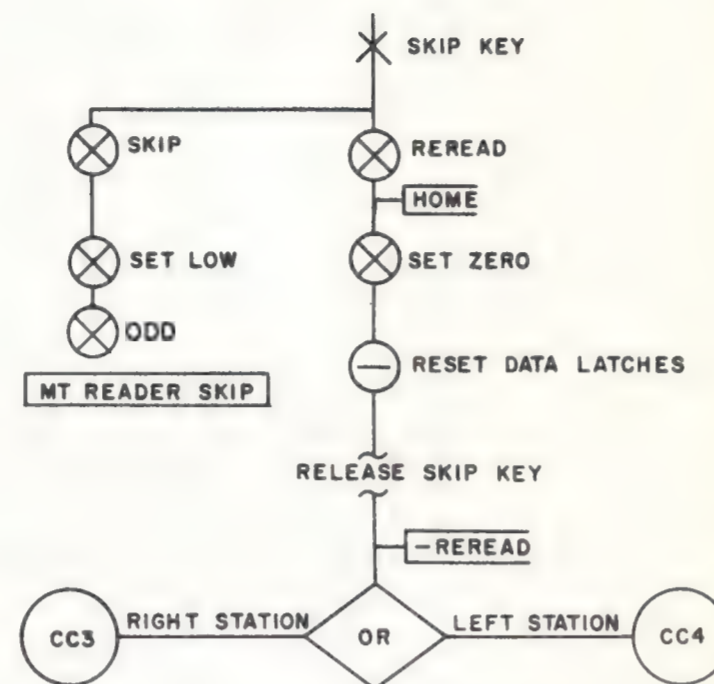 SKIP KEY
SKIP
REREAD
HOME
SET LOW
SET ZERO
ODD
RESET DATA LATCHES
MT READER SKIP
RELEASE SKIP KEY
-REREAD
CC3
RIGHT STATION
OR
LEFT STATION
CC4